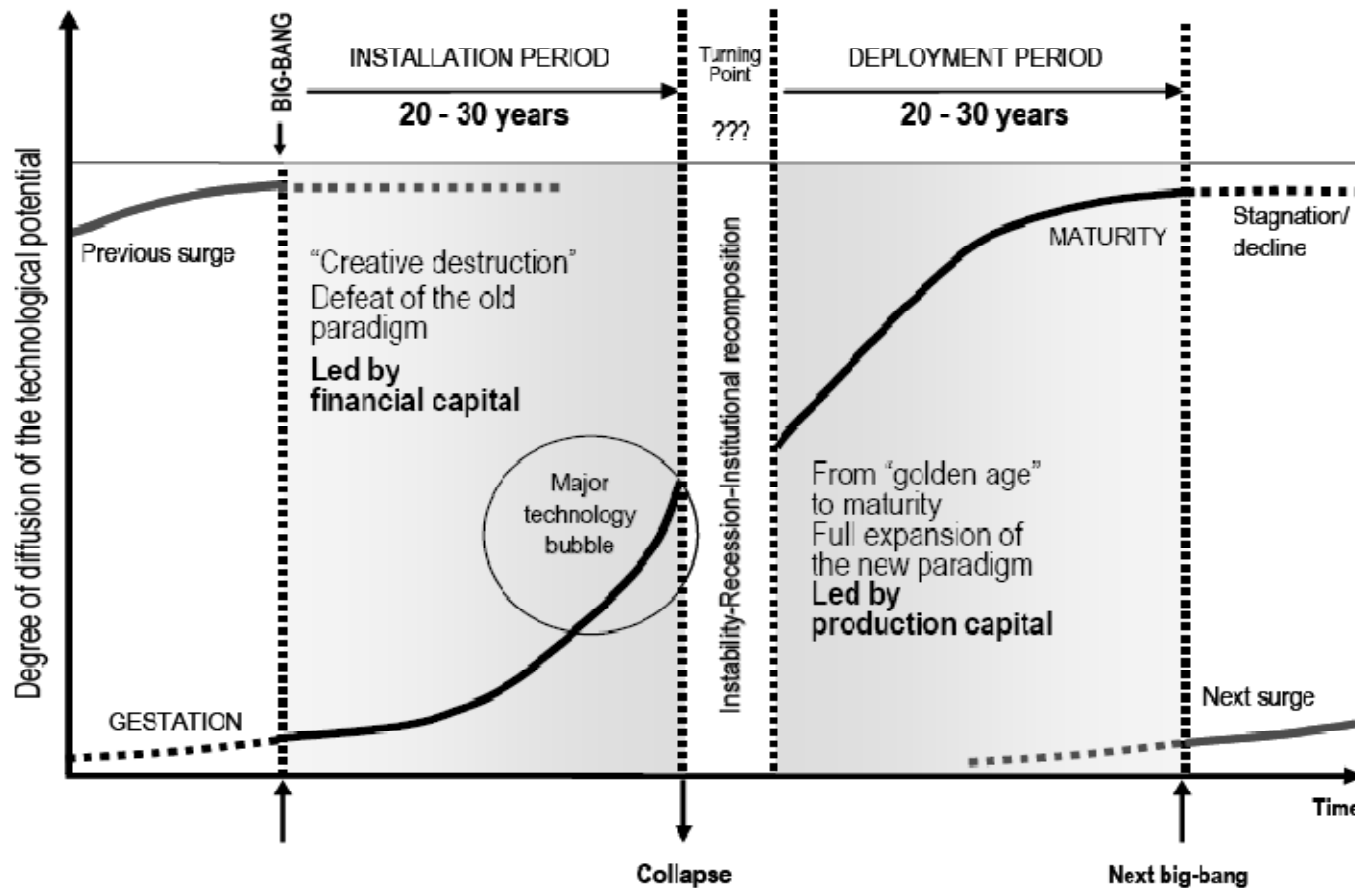 Degree of diffusion of the technological potential
BIG-BANG
INSTALLATION PERIOD
20 - 30 years
Turning
Point
???
DEPLOYMENT PERIOD
20 - 30 years
Previous surge
“Creative destruction”
Defeat of the old
paradigm
Led by
financial capital
Major
technology
bubble
GESTATION
Instability-Recession-Institutional recomposition
MATURITY
Stagnation/
decline
From “golden age”
to maturity
Full expansion of
the new paradigm
Led by
production capital
Next surge
Time
Collapse
Next big-bang